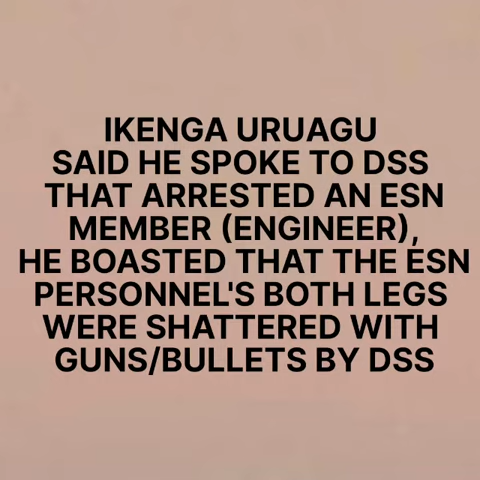 IKENGA URUAGU
SAID HE SPOKE TO DSS
THAT ARRESTED AN ESN
MEMBER (ENGINEER),
HE BOASTED THAT THE ESN
PERSONNEL'S BOTH LEGS
WERE SHATTERED WITH
GUNS/BULLETS BY DSS